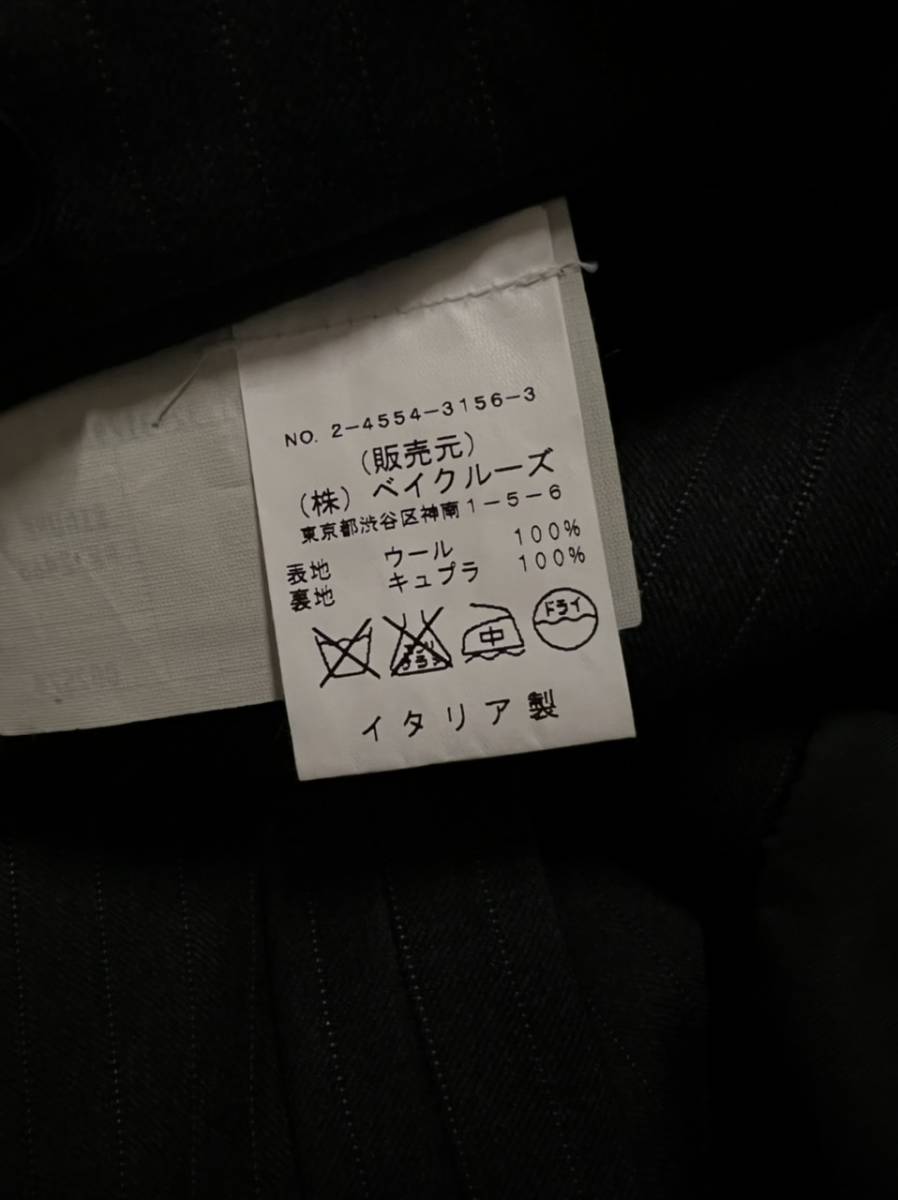 NO. 2-4554-3156-3
(販売元)
(株) ベイクルーズ
東京都渋谷区神南1-5-6
表地 ウール 100%
裏地 キュプラ 100%
中 ドライ
イタリア製